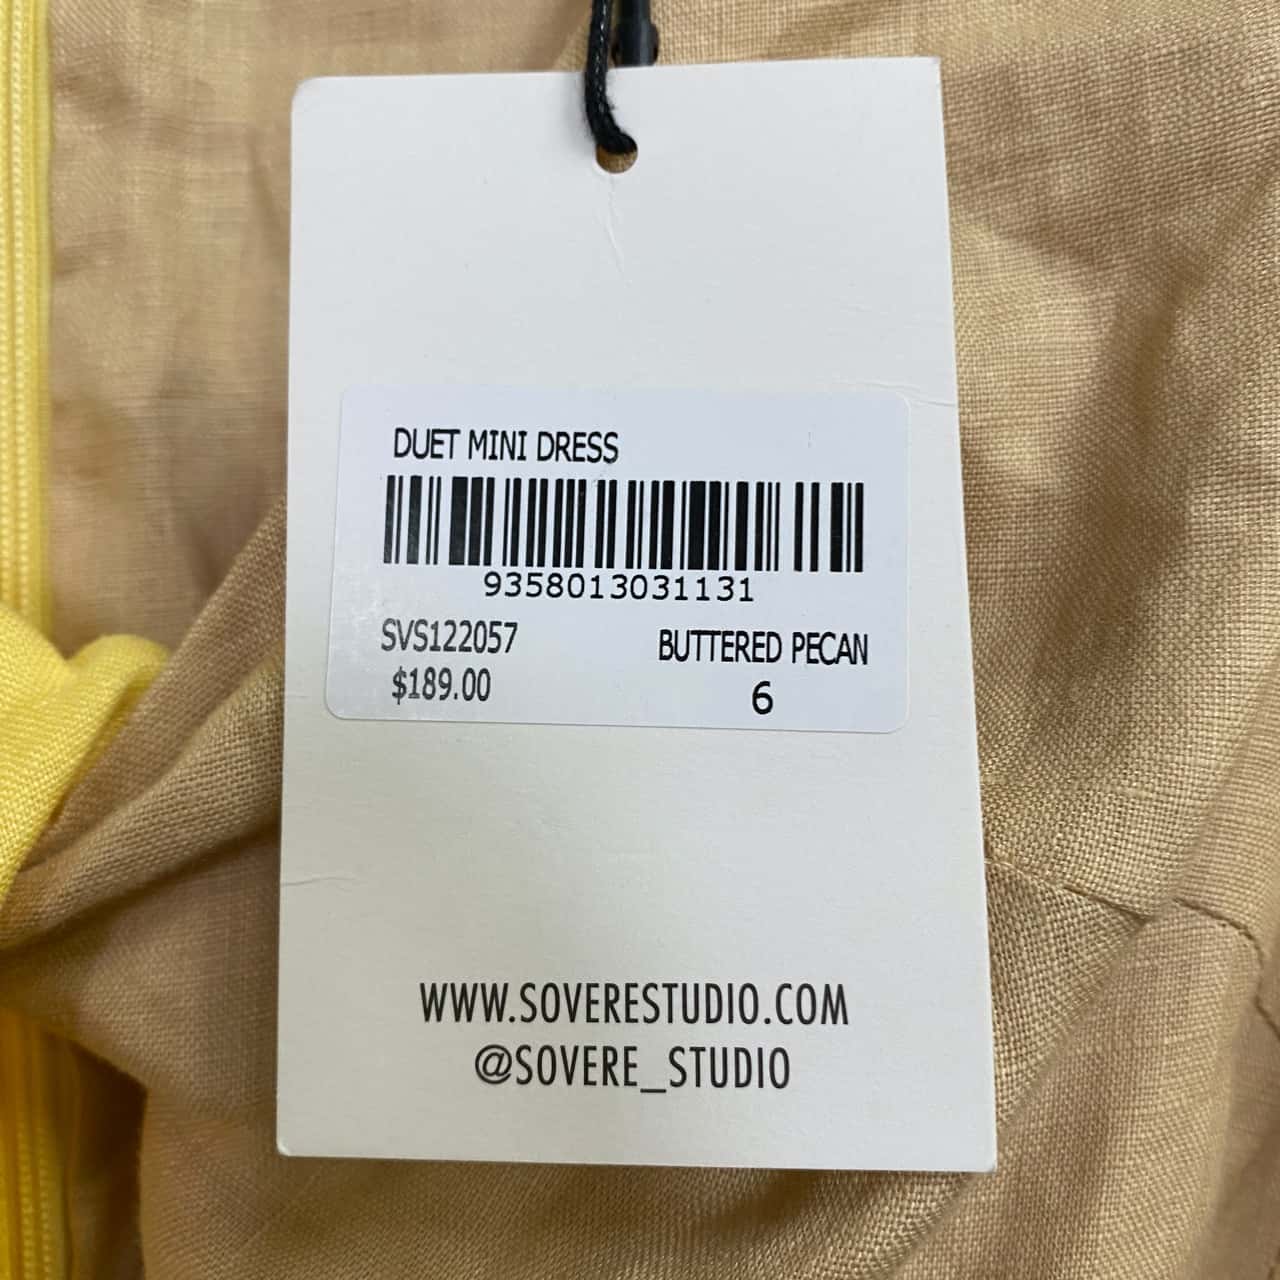 DUET MINI DRESS
9358013031131
SVS122057 BUTTERED PECAN
$189.00 6
WWW.SOVERESTUDIO.COM
@SOVERE_STUDIO